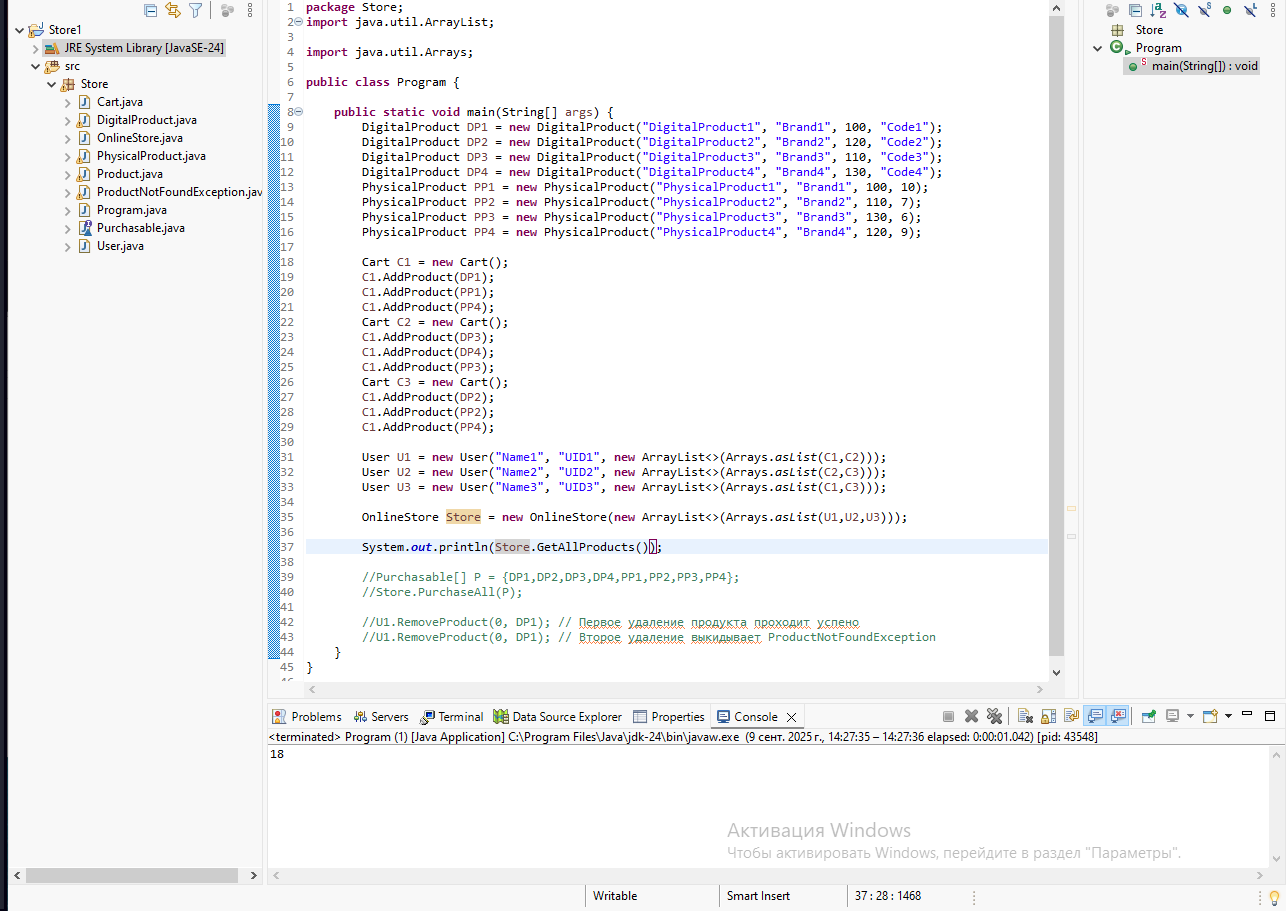 Store1
JRE System Library [JavaSE-24]
src
Store
Cart.java
DigitalProduct.java
OnlineStore.java
PhysicalProduct.java
Product.java
ProductNotFoundException.jav
Program.java
Purchasable.java
User.java
1 package Store;
2 import java.util.ArrayList;
3
4 import java.util.Arrays;
5
6 public class Program {
7
8 public static void main(String[] args) {
9 DigitalProduct DP1 = new DigitalProduct("DigitalProduct1", "Brand1", 100, "Code1");
10 DigitalProduct DP2 = new DigitalProduct("DigitalProduct2", "Brand2", 120, "Code2");
11 DigitalProduct DP3 = new DigitalProduct("DigitalProduct3", "Brand3", 110, "Code3");
12 DigitalProduct DP4 = new DigitalProduct("DigitalProduct4", "Brand4", 130, "Code4");
13 PhysicalProduct PP1 = new PhysicalProduct("PhysicalProduct1", "Brand1", 100, 10);
14 PhysicalProduct PP2 = new PhysicalProduct("PhysicalProduct2", "Brand2", 110, 7);
15 PhysicalProduct PP3 = new PhysicalProduct("PhysicalProduct3", "Brand3", 130, 6);
16 PhysicalProduct PP4 = new PhysicalProduct("PhysicalProduct4", "Brand4", 120, 9);
17
18 Cart C1 = new Cart();
19 C1.AddProduct(DP1);
20 C1.AddProduct(PP1);
21 C1.AddProduct(PP4);
22 Cart C2 = new Cart();
23 C1.AddProduct(DP3);
24 C1.AddProduct(DP4);
25 C1.AddProduct(PP3);
26 Cart C3 = new Cart();
27 C1.AddProduct(DP2);
28 C1.AddProduct(PP2);
29 C1.AddProduct(PP4);
30
31 User U1 = new User("Name1", "UID1", new ArrayList<>(Arrays.asList(C1,C2)));
32 User U2 = new User("Name2", "UID2", new ArrayList<>(Arrays.asList(C2,C3)));
33 User U3 = new User("Name3", "UID3", new ArrayList<>(Arrays.asList(C1,C3)));
34
35 OnlineStore Store = new OnlineStore(new ArrayList<>(Arrays.asList(U1,U2,U3)));
36
37 System.out.println(Store.GetAllProducts());
38
39 //Purchasable[] P = {DP1,DP2,DP3,DP4,PP1,PP2,PP3,PP4};
40 //Store.PurchaseAll(P);
41
42 //U1.RemoveProduct(0, DP1); // Первое удаление продукта проходит успено
43 //U1.RemoveProduct(0, DP1); // Второе удаление выкидывает ProductNotFoundException
44 }
45 }
Store
Program
main(String[]) : void
Problems Servers Terminal Data Source Explorer Properties Console
<terminated> Program (1) [Java Application] C:\Program Files\Java\jdk-24\bin\javaw.exe (9 сент. 2025 г., 14:27:35 – 14:27:36 elapsed: 0:00:01.042) [pid: 43548]
18
Активация Windows
Чтобы активировать Windows, перейдите в раздел "Параметры".
Writable Smart Insert 37 : 28 : 1468